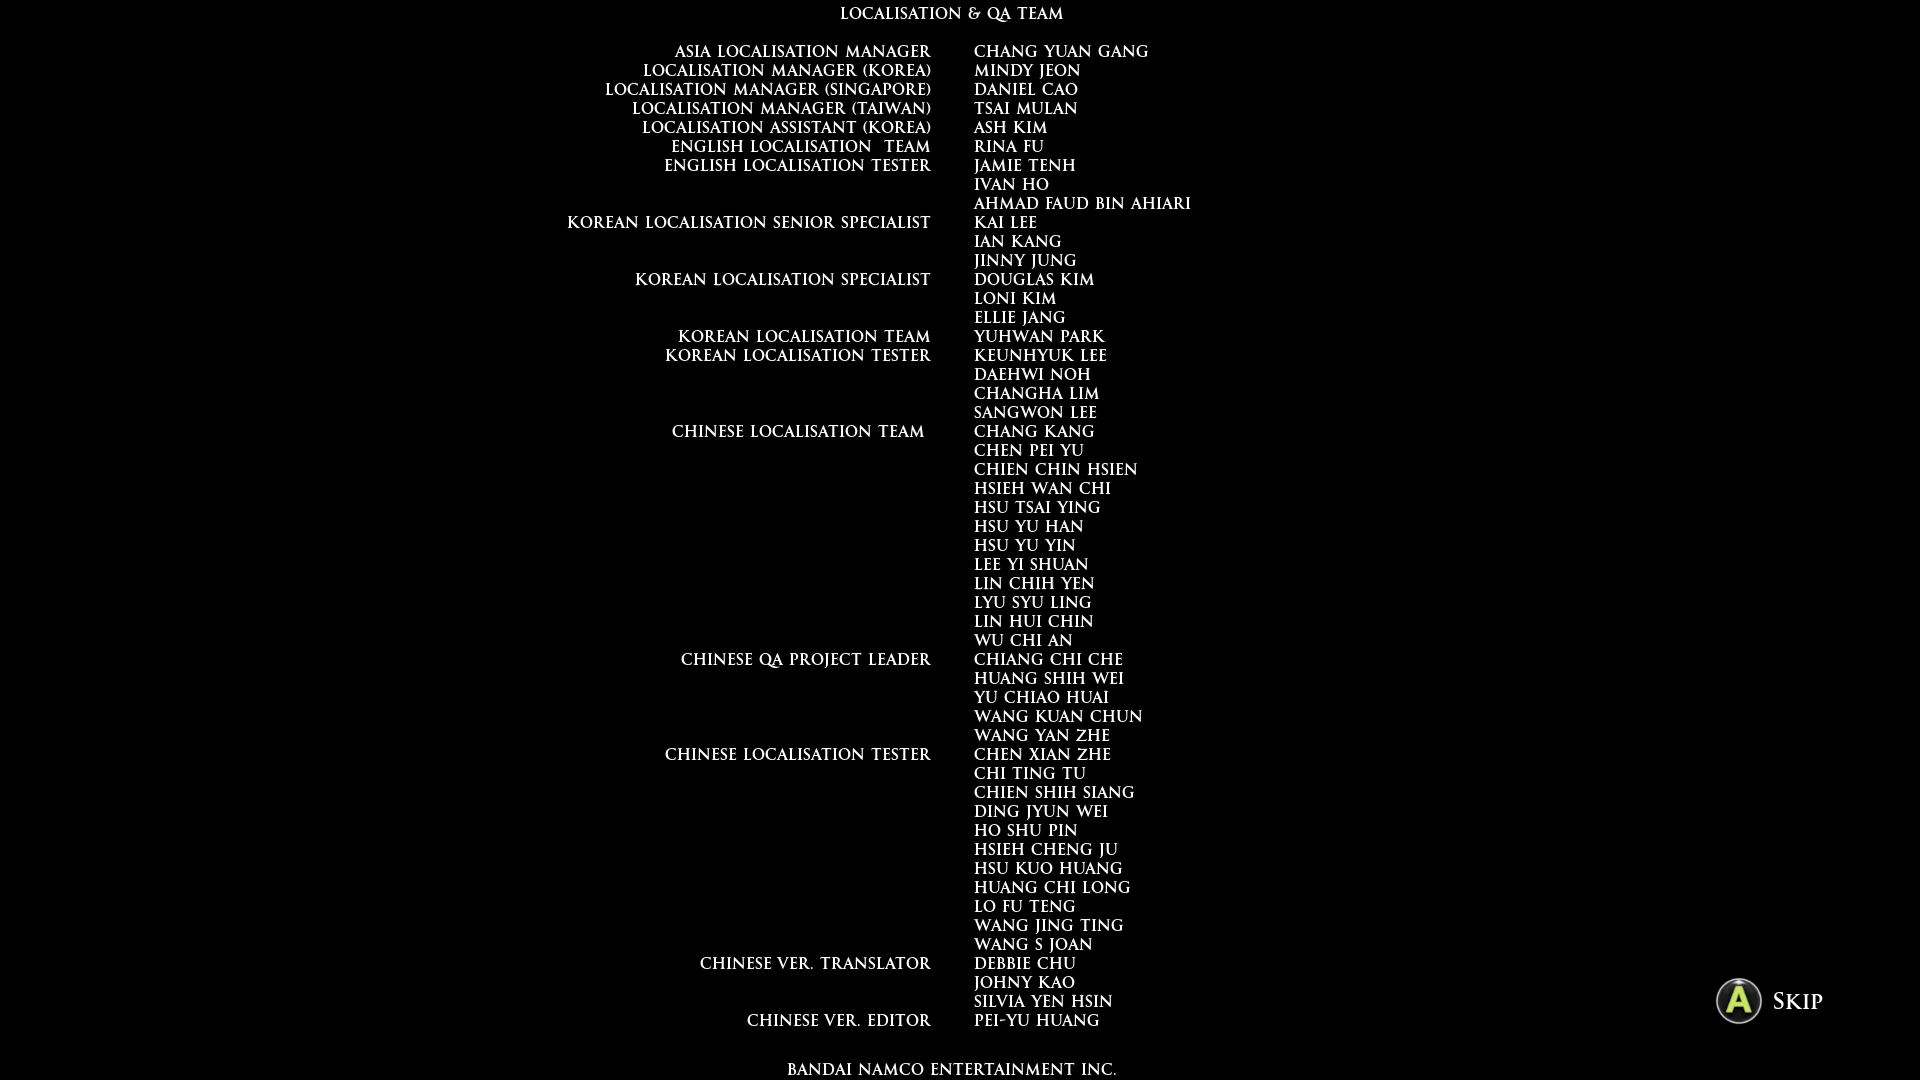 LOCALISATION & QA TEAM
ASIA LOCALISATION MANAGER CHANG YUAN GANG
LOCALISATION MANAGER (KOREA) MINDY JEON
LOCALISATION MANAGER (SINGAPORE) DANIEL CAO
LOCALISATION MANAGER (TAIWAN) TSAI MULAN
LOCALISATION ASSISTANT (KOREA) ASH KIM
ENGLISH LOCALISATION TEAM RINA FU
ENGLISH LOCALISATION TESTER JAMIE TENH
IVAN HO
AHMAD FAUD BIN AHIARI
KOREAN LOCALISATION SENIOR SPECIALIST KAI LEE
IAN KANG
JINNY JUNG
KOREAN LOCALISATION SPECIALIST DOUGLAS KIM
LONI KIM
ELLIE JANG
KOREAN LOCALISATION TEAM YUHWAN PARK
KOREAN LOCALISATION TESTER KEUNHYUK LEE
DAEHWI NOH
CHANGHA LIM
SANGWON LEE
CHINESE LOCALISATION TEAM CHANG KANG
CHEN PEI YU
CHIEN CHIN HSIEN
HSIEH WAN CHI
HSU TSAI YING
HSU YU HAN
HSU YU YIN
LEE YI SHUAN
LIN CHIH YEN
LYU SYU LING
LIN HUI CHIN
WU CHI AN
CHINESE QA PROJECT LEADER CHIANG CHI CHE
HUANG SHIH WEI
YU CHIAO HUAI
WANG KUAN CHUN
WANG YAN ZHE
CHINESE LOCALISATION TESTER CHEN XIAN ZHE
CHI TING TU
CHIEN SHIH SIANG
DING JYUN WEI
HO SHU PIN
HSIEH CHENG JU
HSU KUO HUANG
HUANG CHI LONG
LO FU TENG
WANG JING TING
WANG S JOAN
CHINESE VER. TRANSLATOR DEBBIE CHU
JOHNY KAO
SILVIA YEN HSIN
CHINESE VER. EDITOR PEI-YU HUANG
A SKIP
BANDAI NAMCO ENTERTAINMENT INC.